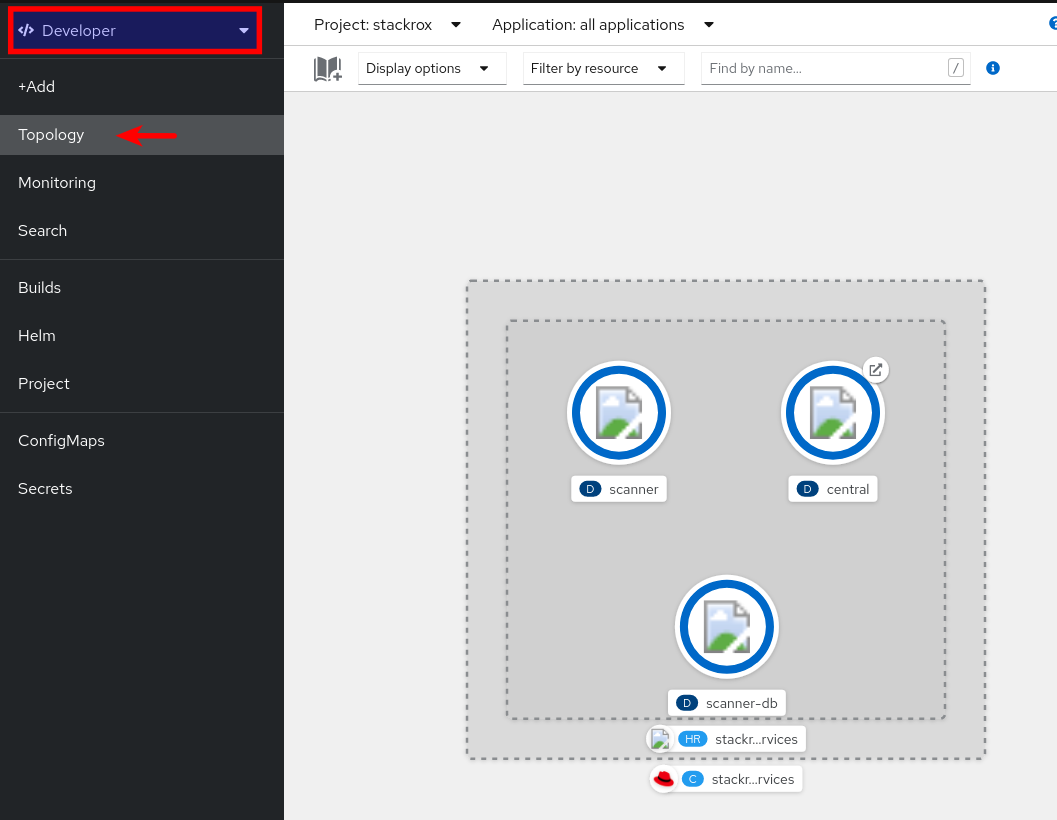 Developer
+Add
Topology
Monitoring
Search
Builds
Helm
Project
ConfigMaps
Secrets
Project: stackrox
Application: all applications
Display options
Filter by resource
Find by name...
/
D scanner
D central
D scanner-db
HR stackr...rvices
C stackr...rvices